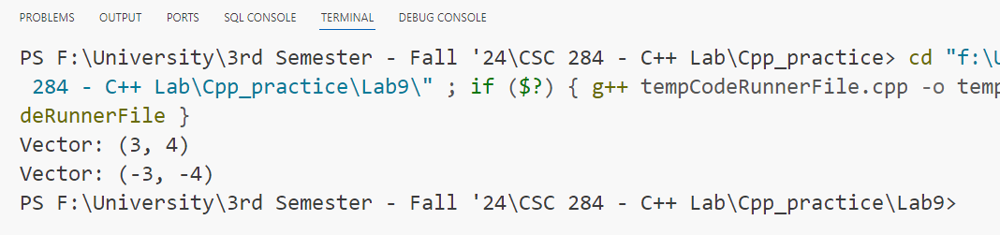 PROBLEMS OUTPUT PORTS SQL CONSOLE TERMINAL DEBUG CONSOLE
PS F:\University\3rd Semester - Fall '24\CSC 284 - C++ Lab\Cpp_practice> cd "f:\
284 - C++ Lab\Cpp_practice\Lab9\" ; if ($?) { g++ tempCodeRunnerFile.cpp -o temp
deRunnerFile }
Vector: (3, 4)
Vector: (-3, -4)
PS F:\University\3rd Semester - Fall '24\CSC 284 - C++ Lab\Cpp_practice\Lab9>